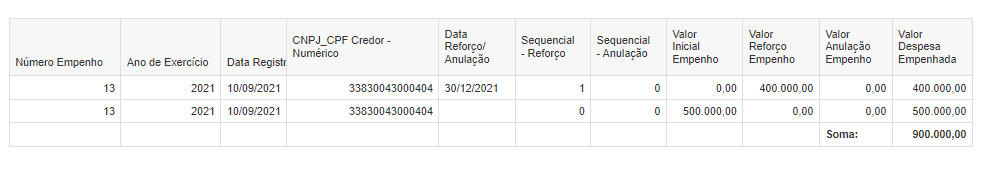 Número Empenho Ano de Exercício Data Registr CNPJ_CPF Credor - Numérico Data Reforço/ Anulação Sequencial - Reforço Sequencial - Anulação Valor Inicial Empenho Valor Reforço Empenho Valor Anulação Empenho Valor Despesa Empenhada
13 2021 10/09/2021 33830043000404 30/12/2021 1 0 0,00 400.000,00 0,00 400.000,00
13 2021 10/09/2021 33830043000404 0 0 500.000,00 0,00 0,00 500.000,00
Soma: 900.000,00